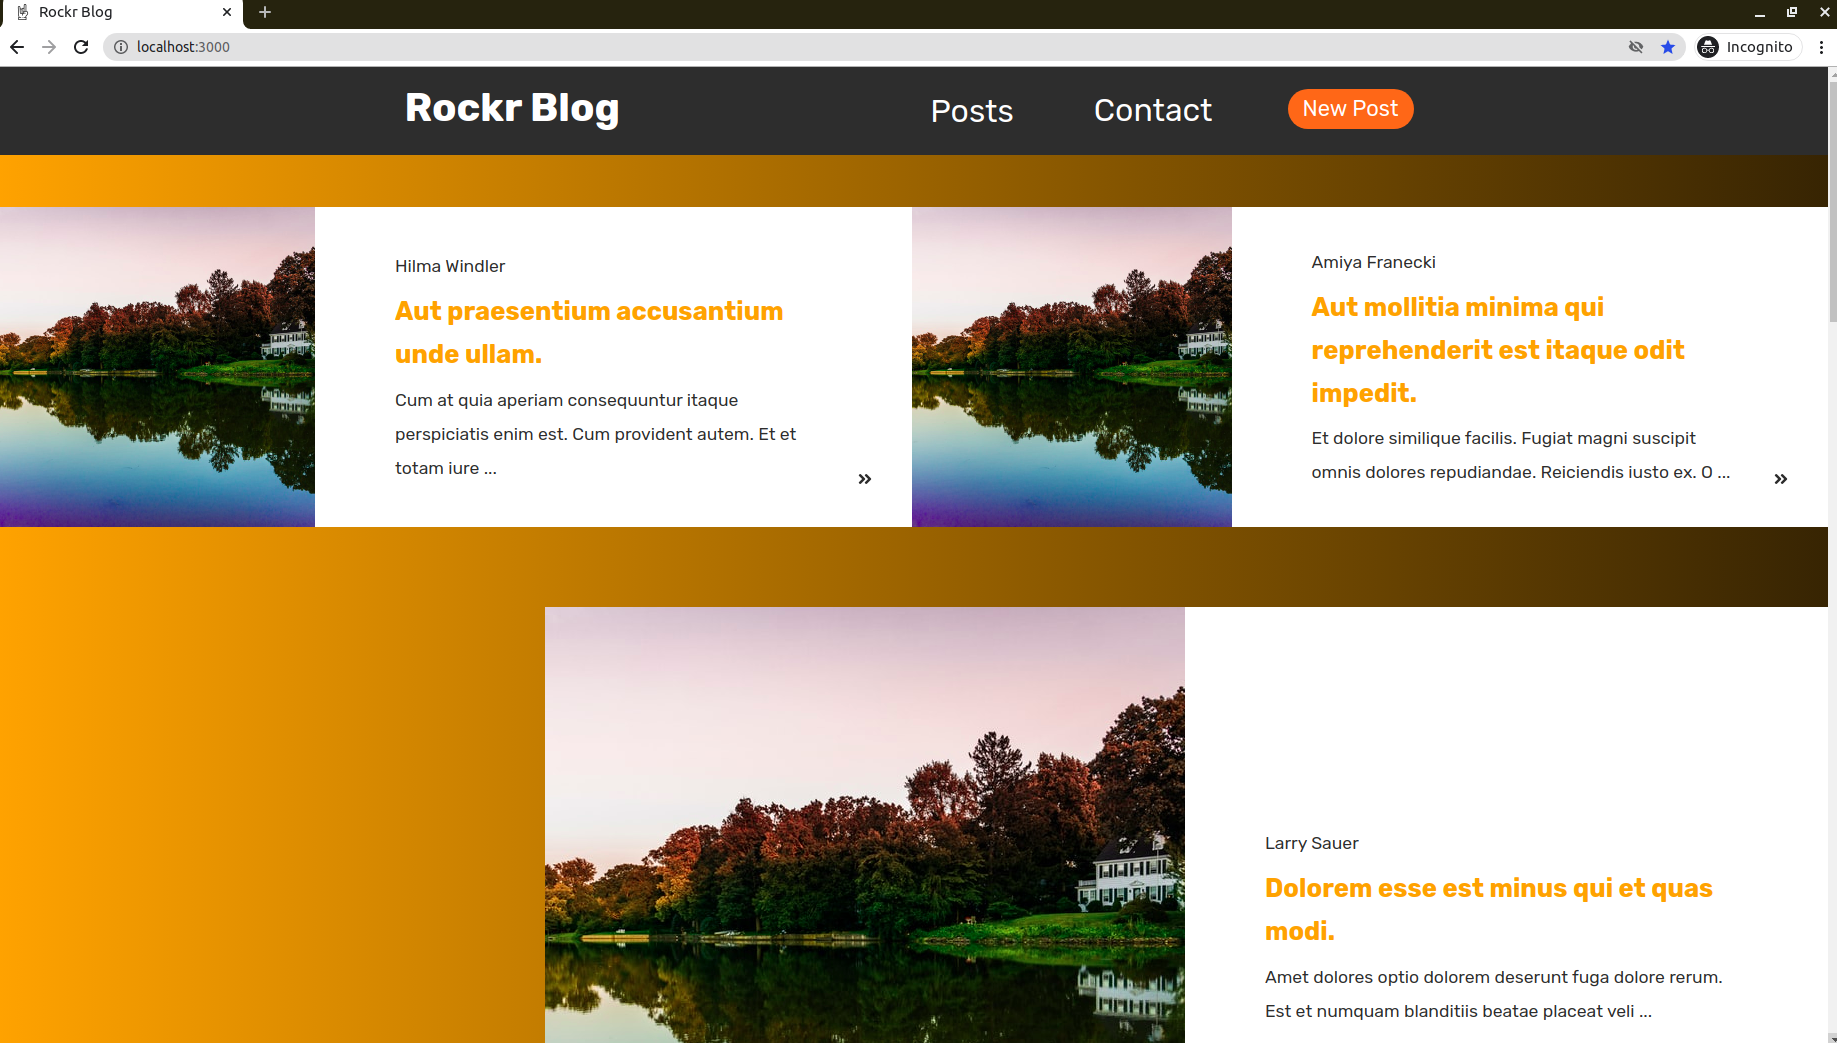 Rockr Blog
localhost:3000
Incognito
Rockr Blog
Posts
Contact
New Post
Hilma Windler
Aut praesentium accusantium
unde ullam.
Cum at quia aperiam consequuntur itaque
perspiciatis enim est. Cum provident autem. Et et
totam iure ...
»
Amiya Franecki
Aut mollitia minima qui
reprehenderit est itaque odit
impedit.
Et dolore similique facilis. Fugiat magni suscipit
omnis dolores repudiandae. Reiciendis iusto ex. O ...
»
Larry Sauer
Dolorem esse est minus qui et quas
modi.
Amet dolores optio dolorem deserunt fuga dolore rerum.
Est et numquam blanditiis beatae placeat veli ...